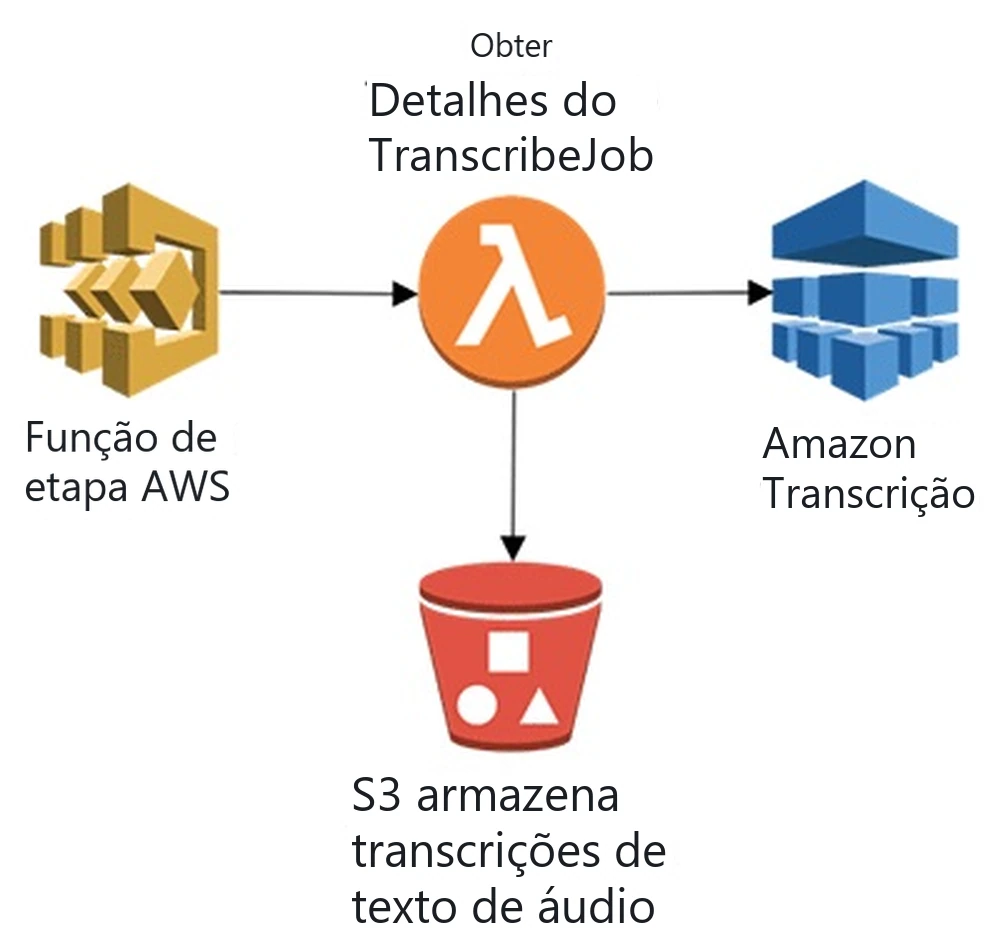 Obter
Detalhes do
TranscribeJob
Função de
etapa AWS
Amazon
Transcrição
S3 armazena
transcrições de
texto de áudio